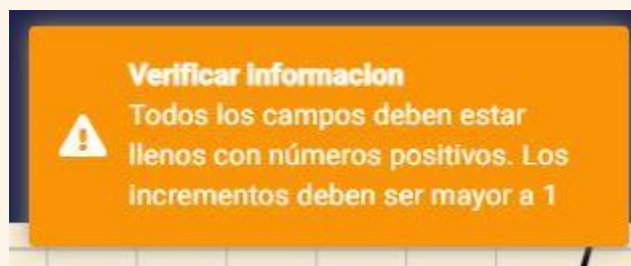 Verificar informacion
Todos los campos deben estar
llenos con números positivos. Los
incrementos deben ser mayor a 1